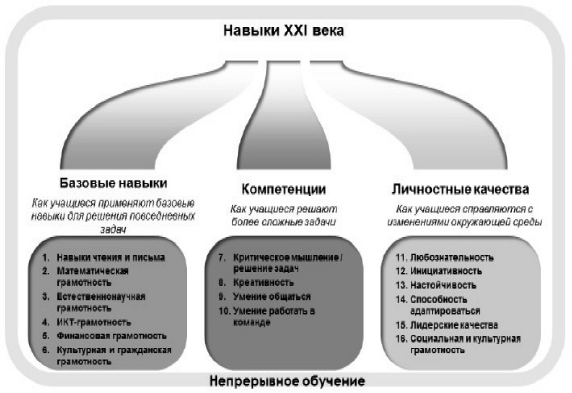 Навыки XXI века
Базовые навыки
Как учащиеся применяют базовые
навыки для решения повседневных
задач
1. Навыки чтения и письма
2. Математическая
грамотность
3. Естественнонаучная
грамотность
4. ИКТ-грамотность
5. Финансовая грамотность
6. Культурная и гражданская
грамотность
Компетенции
Как учащиеся решают
более сложные задачи
7. Критическое мышление /
решение задач
8. Креативность
9. Умение общаться
10. Умение работать в
команде
Личностные качества
Как учащиеся справляются с
изменениями окружающей среды
11. Любознательность
12. Инициативность
13. Настойчивость
14. Способность
адаптироваться
15. Лидерские качества
16. Социальная и культурная
грамотность
Непрерывное обучение